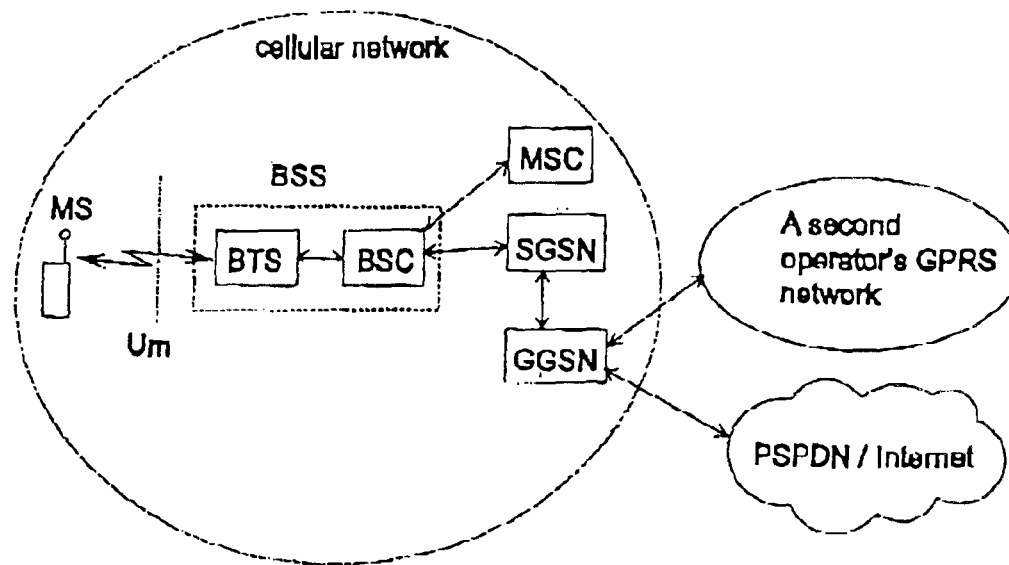 cellular network
MSC
BSS
MS
BTS
BSC
SGSN
A second
operator's GPRS
network
Um
GGSN
PSPDN / Internet